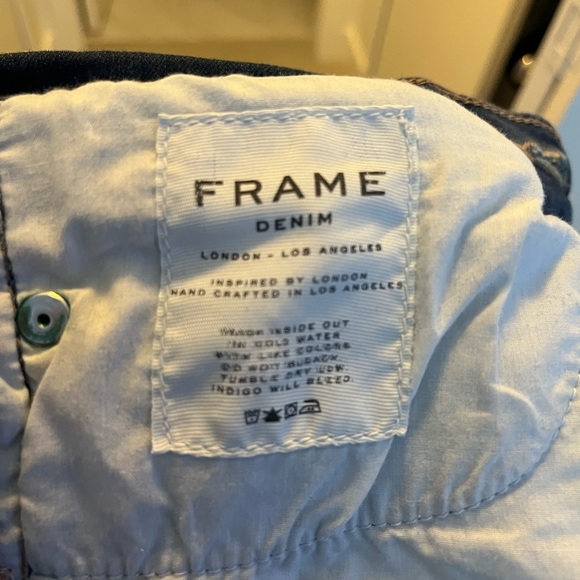 FRAME
DENIM
LONDON - LOS ANGELES
INSPIRED BY LONDON
HAND CRAFTED IN LOS ANGELES
WASH INSIDE OUT
IN COLD WATER
WITH LIKE COLORS
DO NOT BLEACH.
TUMBLE DRY LOW.
INDIGO WILL BLEED.